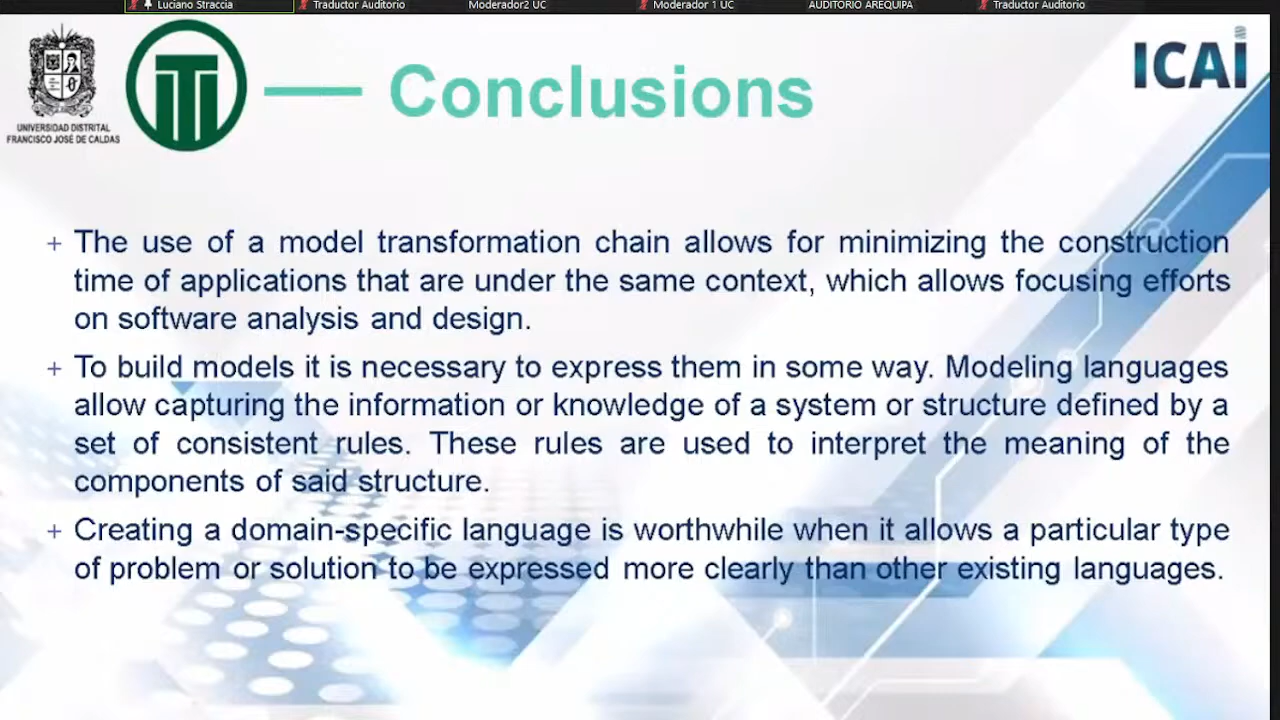 Luciano Straccia
Traductor Auditorio
Moderador2 UC
Moderador 1 UC
AUDITORIO AREQUIPA
Traductor Auditorio
UNIVERSIDAD DISTRITAL
FRANCISCO JOSÉ DE CALDAS
Conclusions
ICAI
+ The use of a model transformation chain allows for minimizing the construction
time of applications that are under the same context, which allows focusing efforts
on software analysis and design.
+ To build models it is necessary to express them in some way. Modeling languages
allow capturing the information or knowledge of a system or structure defined by a
set of consistent rules. These rules are used to interpret the meaning of the
components of said structure.
+ Creating a domain-specific language is worthwhile when it allows a particular type
of problem or solution to be expressed more clearly than other existing languages.